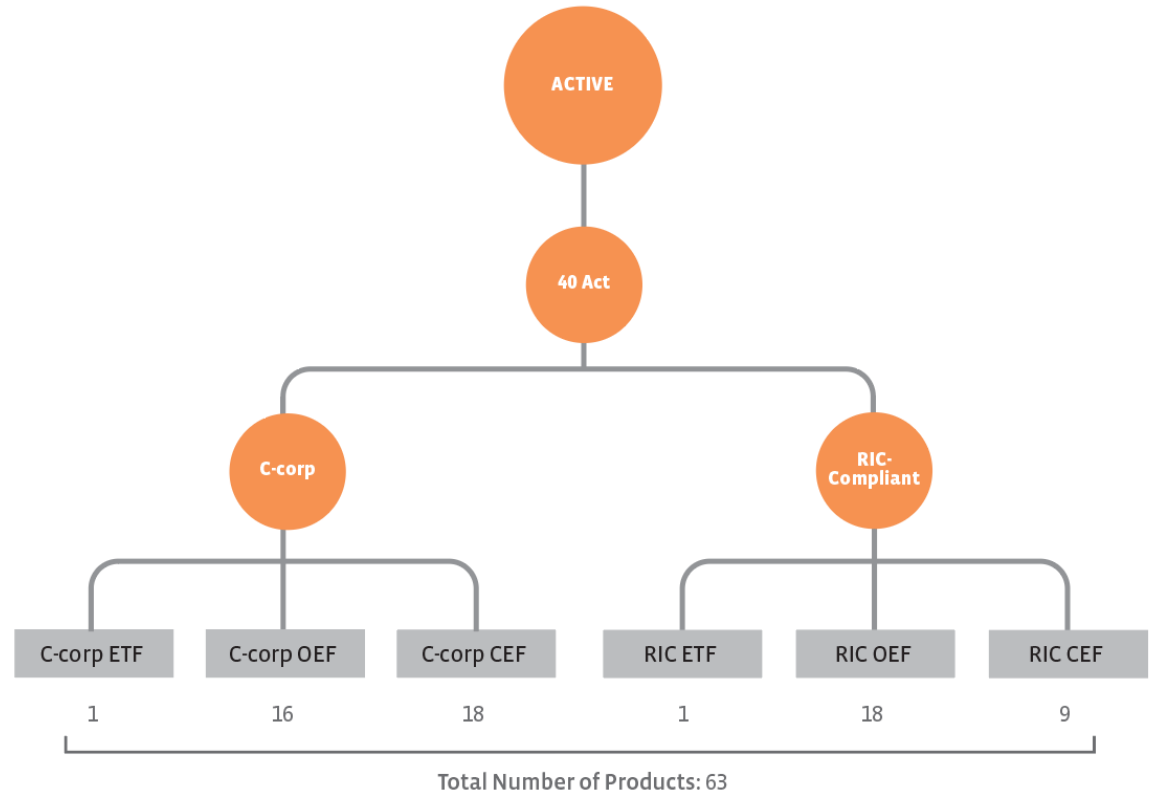 ACTIVE
40 Act
C-corp
RIC-
Compliant
C-corp ETF
C-corp OEF
C-corp CEF
RIC ETF
RIC OEF
RIC CEF
1
16
18
1
18
9
Total Number of Products: 63